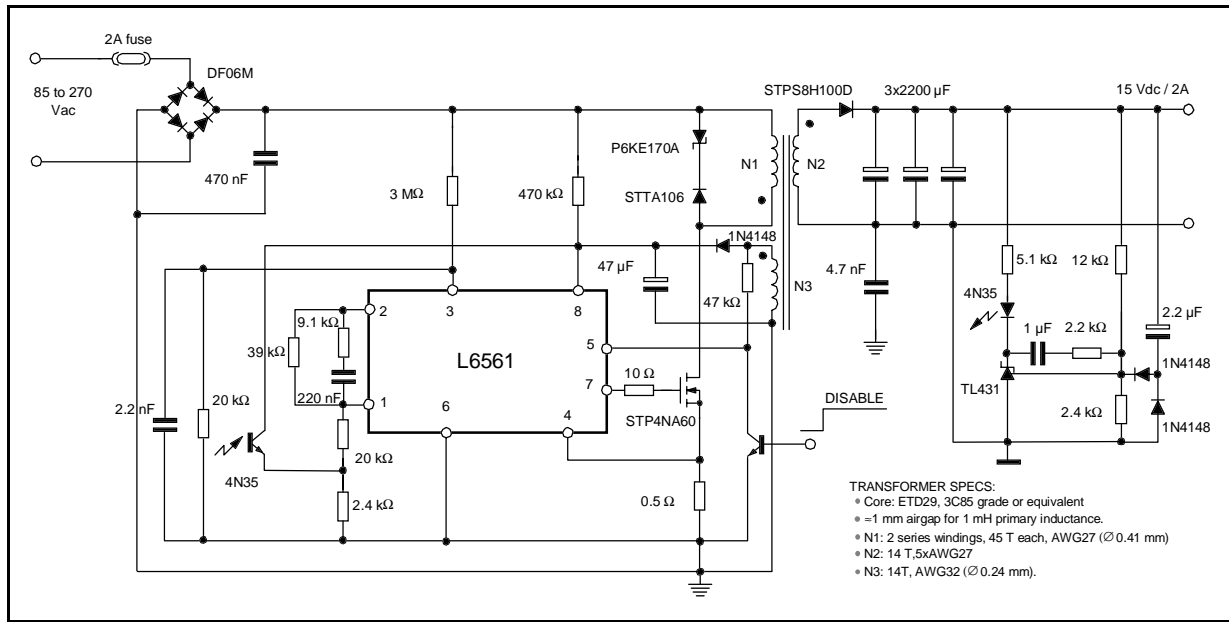 2A fuse
DF06M
85 to 270
Vac
470 nF
3 MΩ
470 kΩ
P6KE170A
STTA106
N1
N2
STPS8H100D
3x2200 µF
15 Vdc / 2A
1N4148
47 µF
47 kΩ
N3
4.7 nF
5.1 kΩ
12 kΩ
4N35
1 µF
2.2 kΩ
2.2 µF
1N4148
TL431
2.4 kΩ
1N4148
2
3
8
9.1 kΩ
39 kΩ
220 nF
L6561
5
7
10 Ω
1
6
4
STP4NA60
DISABLE
2.2 nF
20 kΩ
20 kΩ
4N35
2.4 kΩ
0.5 Ω
TRANSFORMER SPECS:
• Core: ETD29, 3C85 grade or equivalent
• ≈1 mm airgap for 1 mH primary inductance.
• N1: 2 series windings, 45 T each, AWG27 (∅ 0.41 mm)
• N2: 14 T,5xAWG27
• N3: 14T, AWG32 (∅ 0.24 mm).